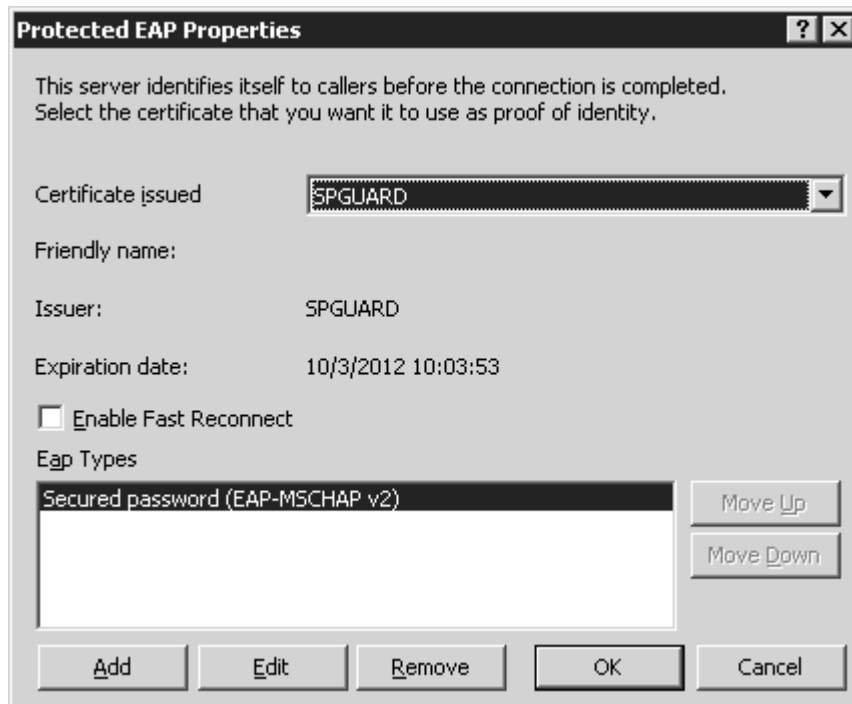 Protected EAP Properties
This server identifies itself to callers before the connection is completed.
Select the certificate that you want it to use as proof of identity.
Certificate issued SPGUARD
Friendly name:
Issuer: SPGUARD
Expiration date: 10/3/2012 10:03:53
Enable Fast Reconnect
Eap Types
Secured password (EAP-MSCHAP v2)
Move Up
Move Down
Add Edit Remove OK Cancel